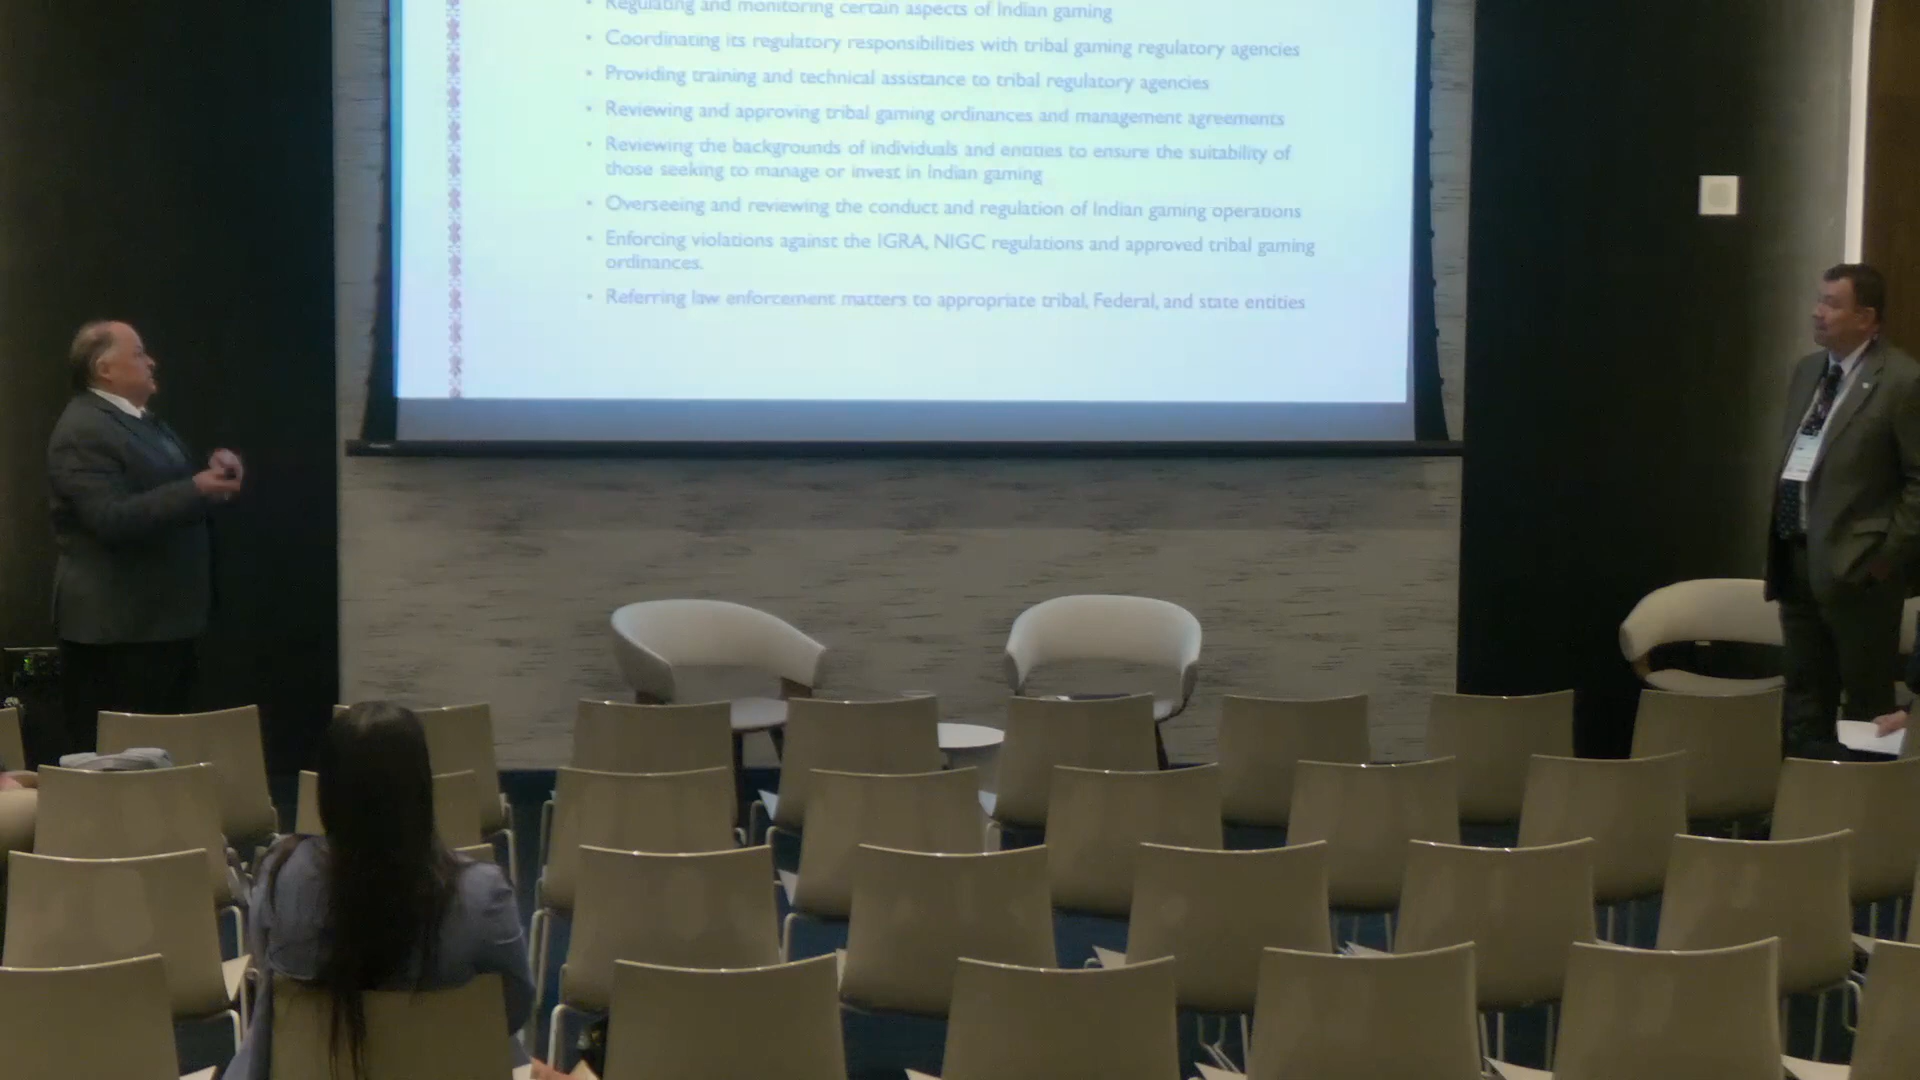 • Regulating and monitoring certain aspects of Indian gaming
• Coordinating its regulatory responsibilities with tribal gaming regulatory agencies
• Providing training and technical assistance to tribal regulatory agencies
• Reviewing and approving tribal gaming ordinances and management agreements
• Reviewing the backgrounds of individuals and entities to ensure the suitability of
those seeking to manage or invest in Indian gaming
• Overseeing and reviewing the conduct and regulation of Indian gaming operations
• Enforcing violations against the IGRA, NIGC regulations and approved tribal gaming
ordinances.
• Referring law enforcement matters to appropriate tribal, Federal, and state entities